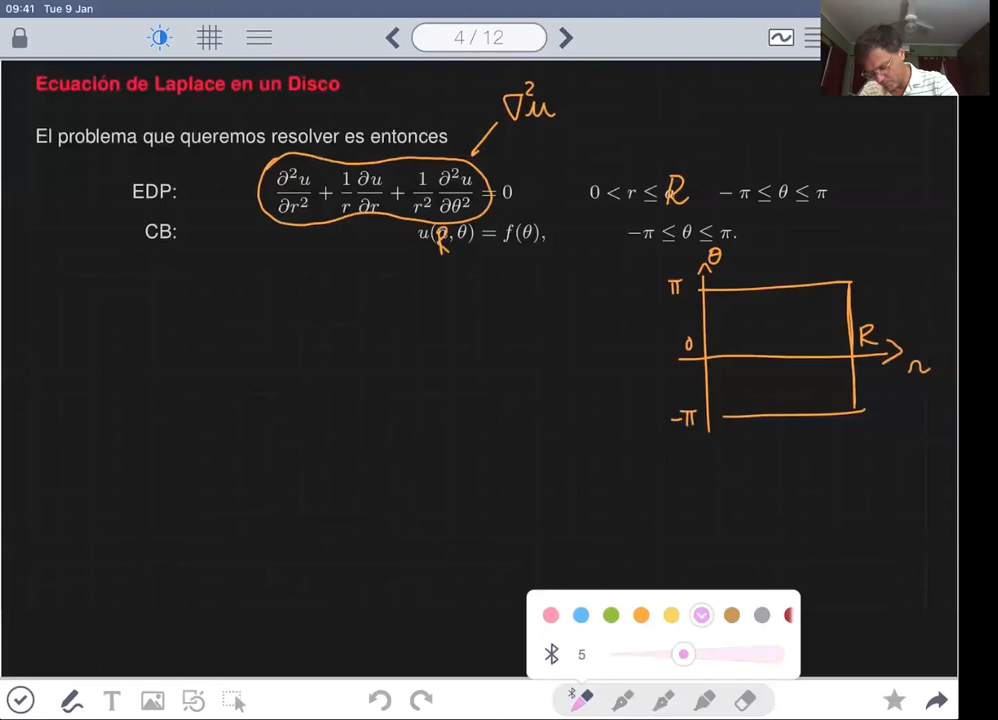 09:41 Tue 9 Jan
4 / 12
Ecuación de Laplace en un Disco
∇²u
El problema que queremos resolver es entonces
EDP: ∂²u/∂r² + 1/r ∂u/∂r + 1/r² ∂²u/∂θ² = 0 0 < r ≤ R − π ≤ θ ≤ π
CB: u(R, θ) = f(θ), −π ≤ θ ≤ π.
θ
π
0 R
r
-π
5
T